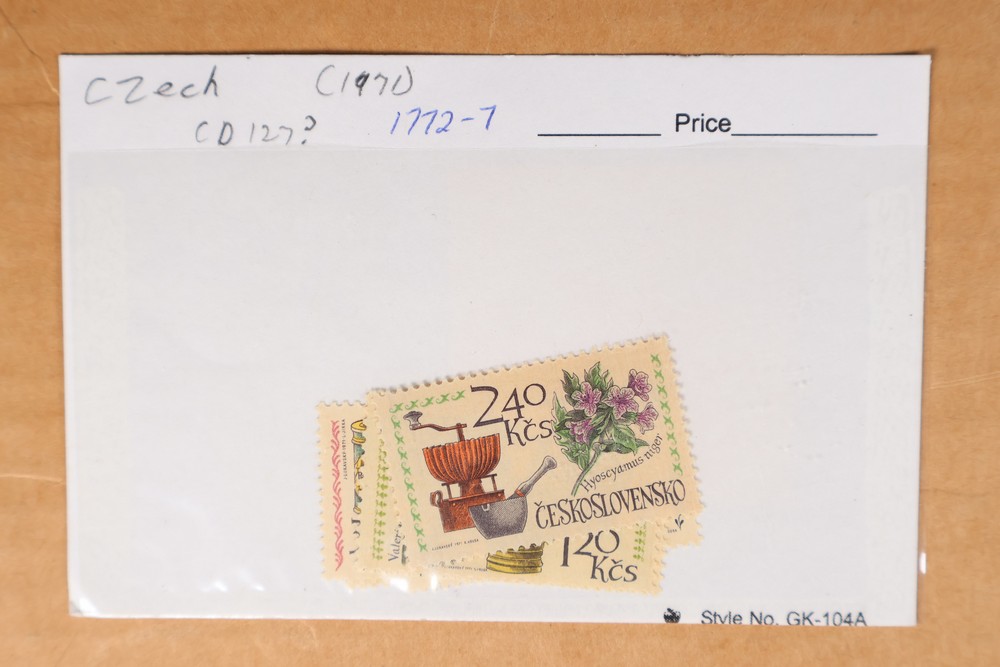 Czech (1971)
CD 127? 1772-7 Price
2.40
Kčs
Hyoscyamus niger
ČESKOSLOVENSKO
Valer
1.20
Kčs
Style No. GK-104A